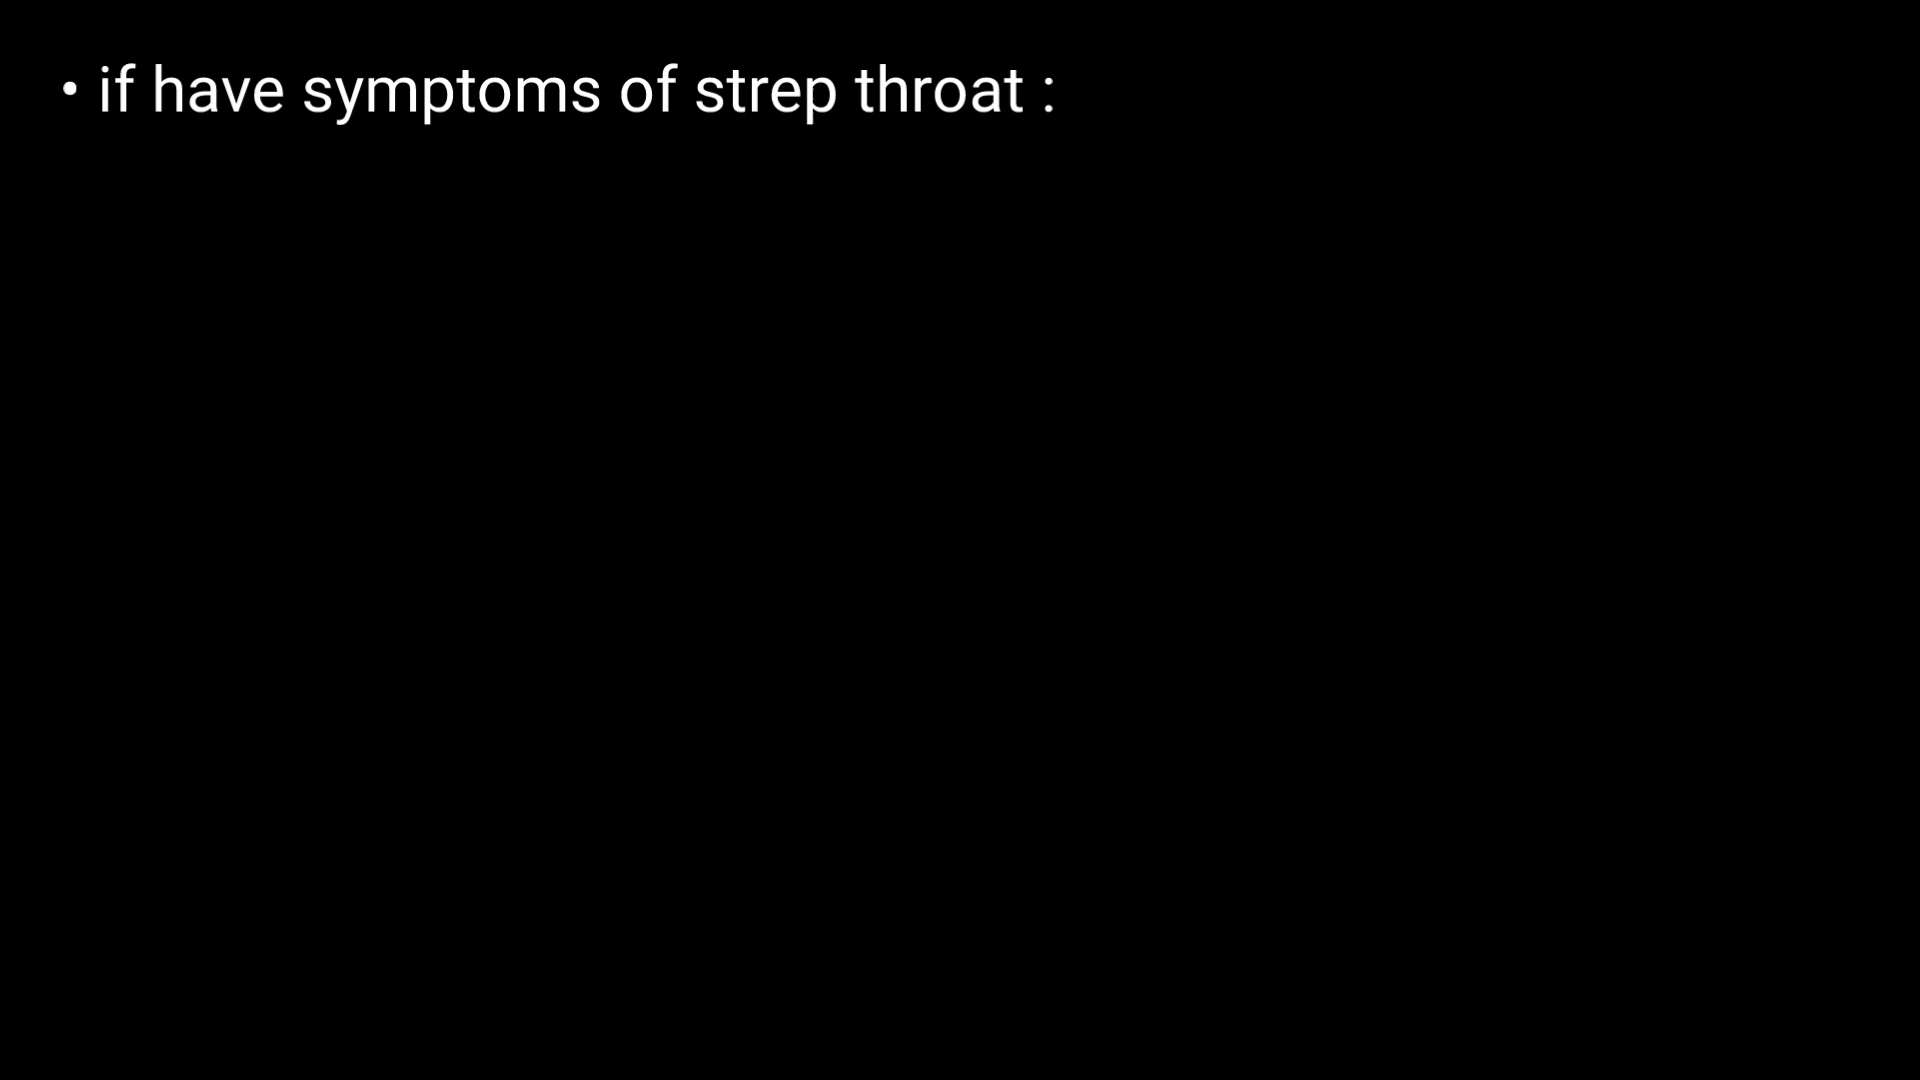 • if have symptoms of strep throat :